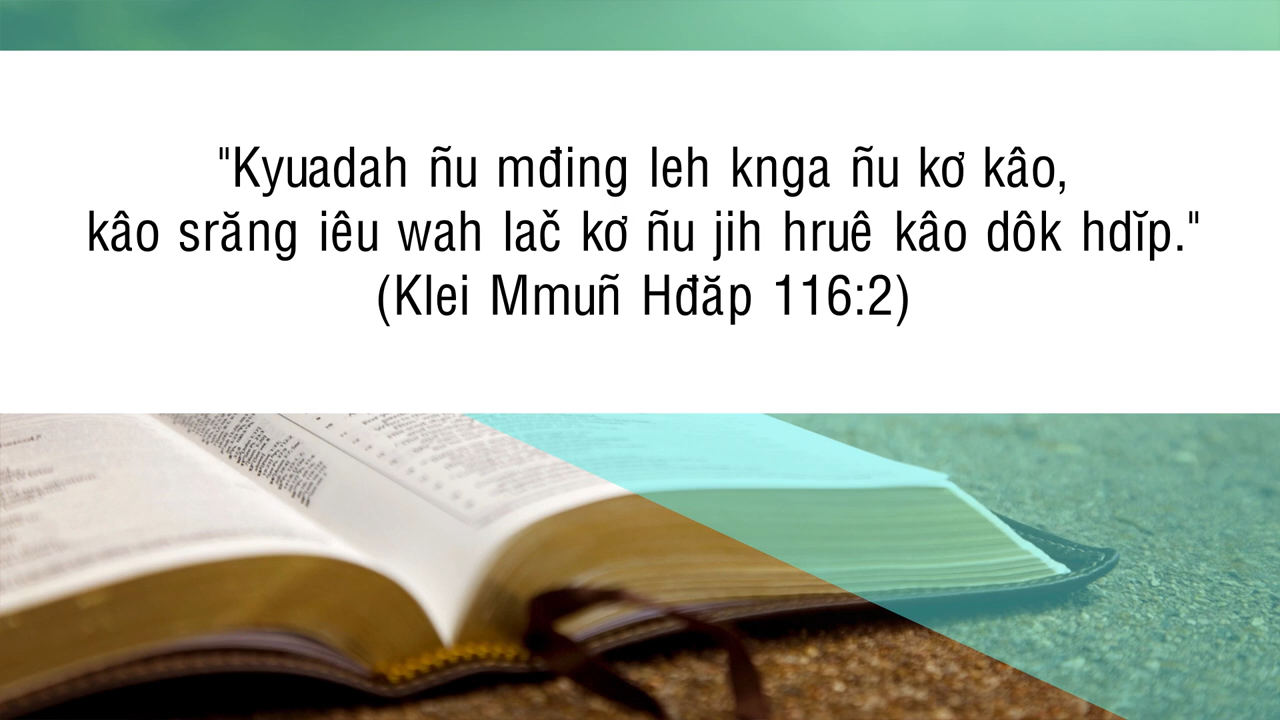 "Kyuadah ñu mđing leh knga ñu kơ kâo,
kâo srăng iêu wah lač kơ ñu jih hruê kâo dôk hdĭp."
(Klei Mmuñ Hđăp 116:2)